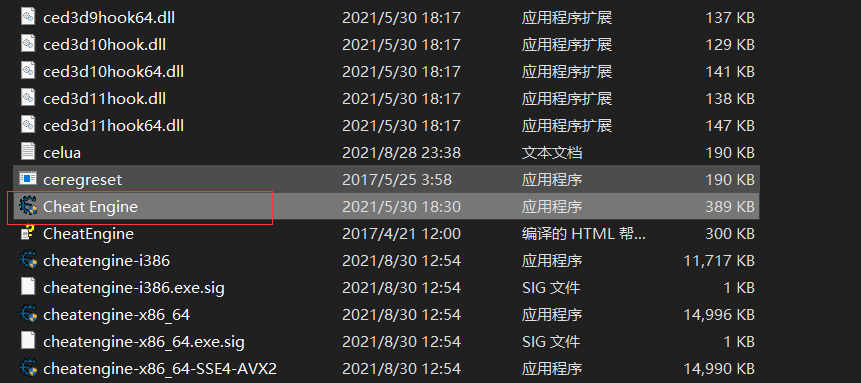 ced3d9hook64.dll 2021/5/30 18:17 应用程序扩展 137 KB
ced3d10hook.dll 2021/5/30 18:17 应用程序扩展 129 KB
ced3d10hook64.dll 2021/5/30 18:17 应用程序扩展 141 KB
ced3d11hook.dll 2021/5/30 18:17 应用程序扩展 138 KB
ced3d11hook64.dll 2021/5/30 18:17 应用程序扩展 147 KB
celua 2021/8/28 23:38 文本文档 190 KB
ceregreset 2017/5/25 3:58 应用程序 190 KB
Cheat Engine 2021/5/30 18:30 应用程序 389 KB
CheatEngine 2017/4/21 12:00 编译的 HTML 帮... 300 KB
cheatengine-i386 2021/8/30 12:54 应用程序 11,717 KB
cheatengine-i386.exe.sig 2021/8/30 12:54 SIG 文件 1 KB
cheatengine-x86_64 2021/8/30 12:54 应用程序 14,996 KB
cheatengine-x86_64.exe.sig 2021/8/30 12:54 SIG 文件 1 KB
cheatengine-x86_64-SSE4-AVX2 2021/8/30 12:54 应用程序 14,990 KB